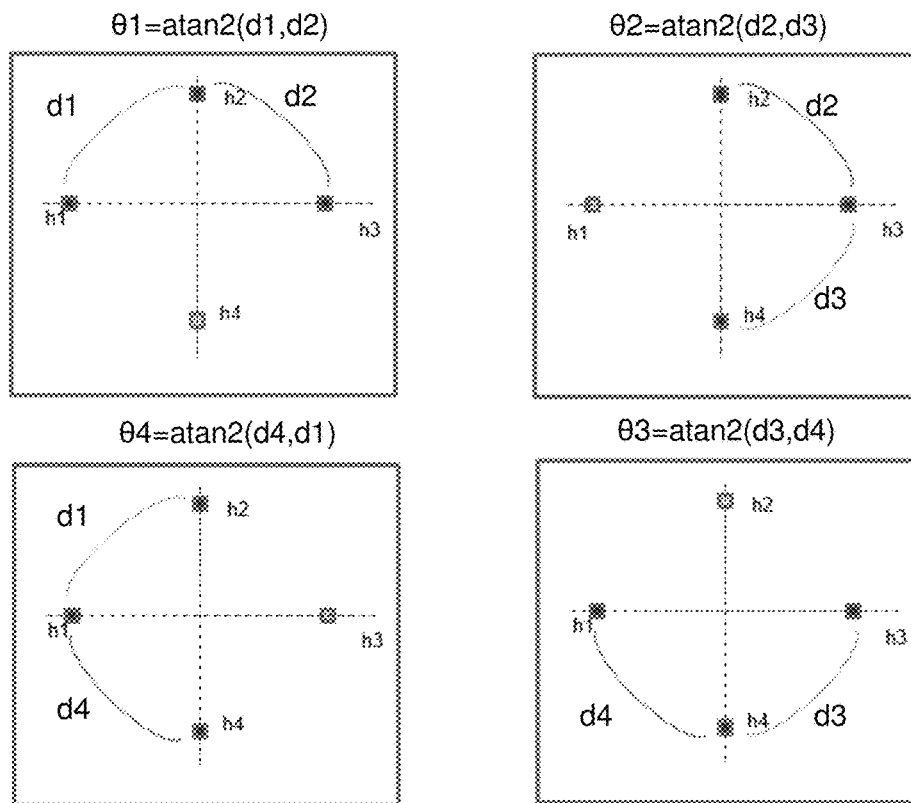 θ1=atan2(d1,d2)
d1
h2
d2
h1
h3
h4
θ2=atan2(d2,d3)
h2
d2
h1
h3
h4
d3
θ4=atan2(d4,d1)
d1
h2
h1
h3
d4
h4
θ3=atan2(d3,d4)
h2
h1
h3
d4
h4
d3